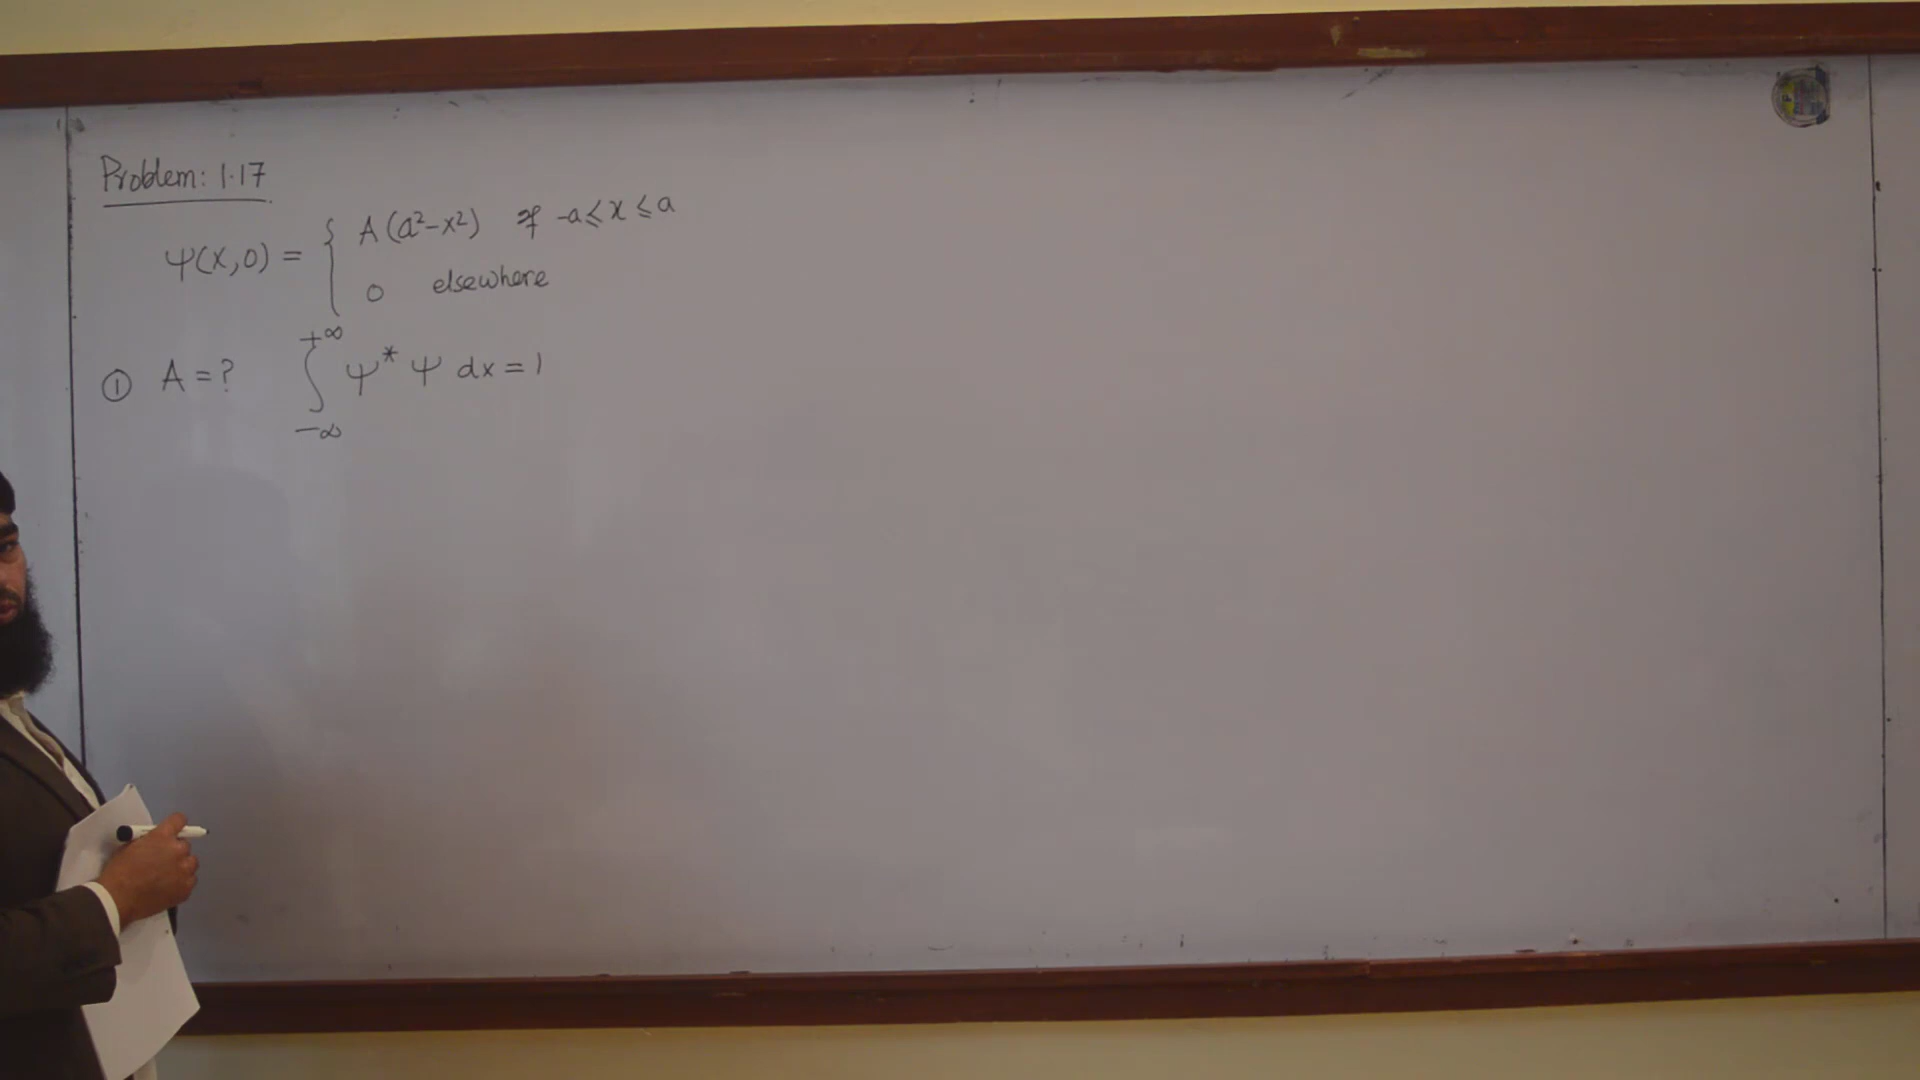 Problem: 1.17
ψ(x,0) = { A(a²-x²) if -a≤x≤a
0 elsewhere
① A=? ∫_{-∞}^{+∞} ψ* ψ dx = 1